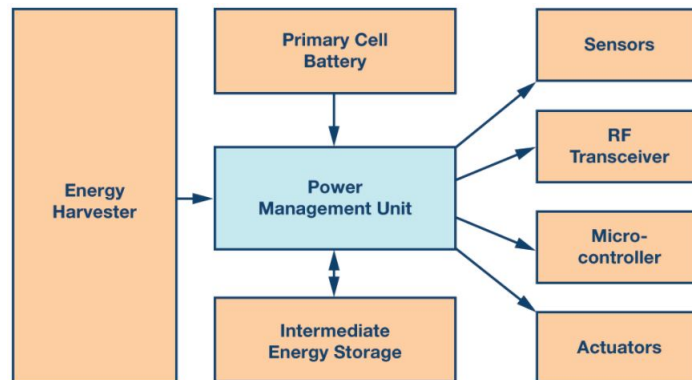 Energy
Harvester
Primary Cell
Battery
Power
Management Unit
Intermediate
Energy Storage
Sensors
RF
Transceiver
Micro-
controller
Actuators